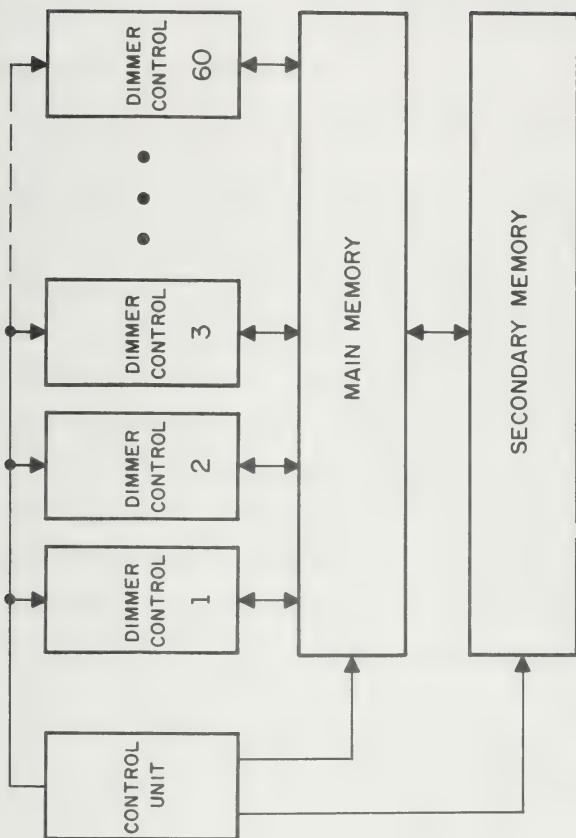 CONTROL
UNIT
DIMMER
CONTROL
1
DIMMER
CONTROL
2
DIMMER
CONTROL
3
DIMMER
CONTROL
60
MAIN MEMORY
SECONDARY MEMORY